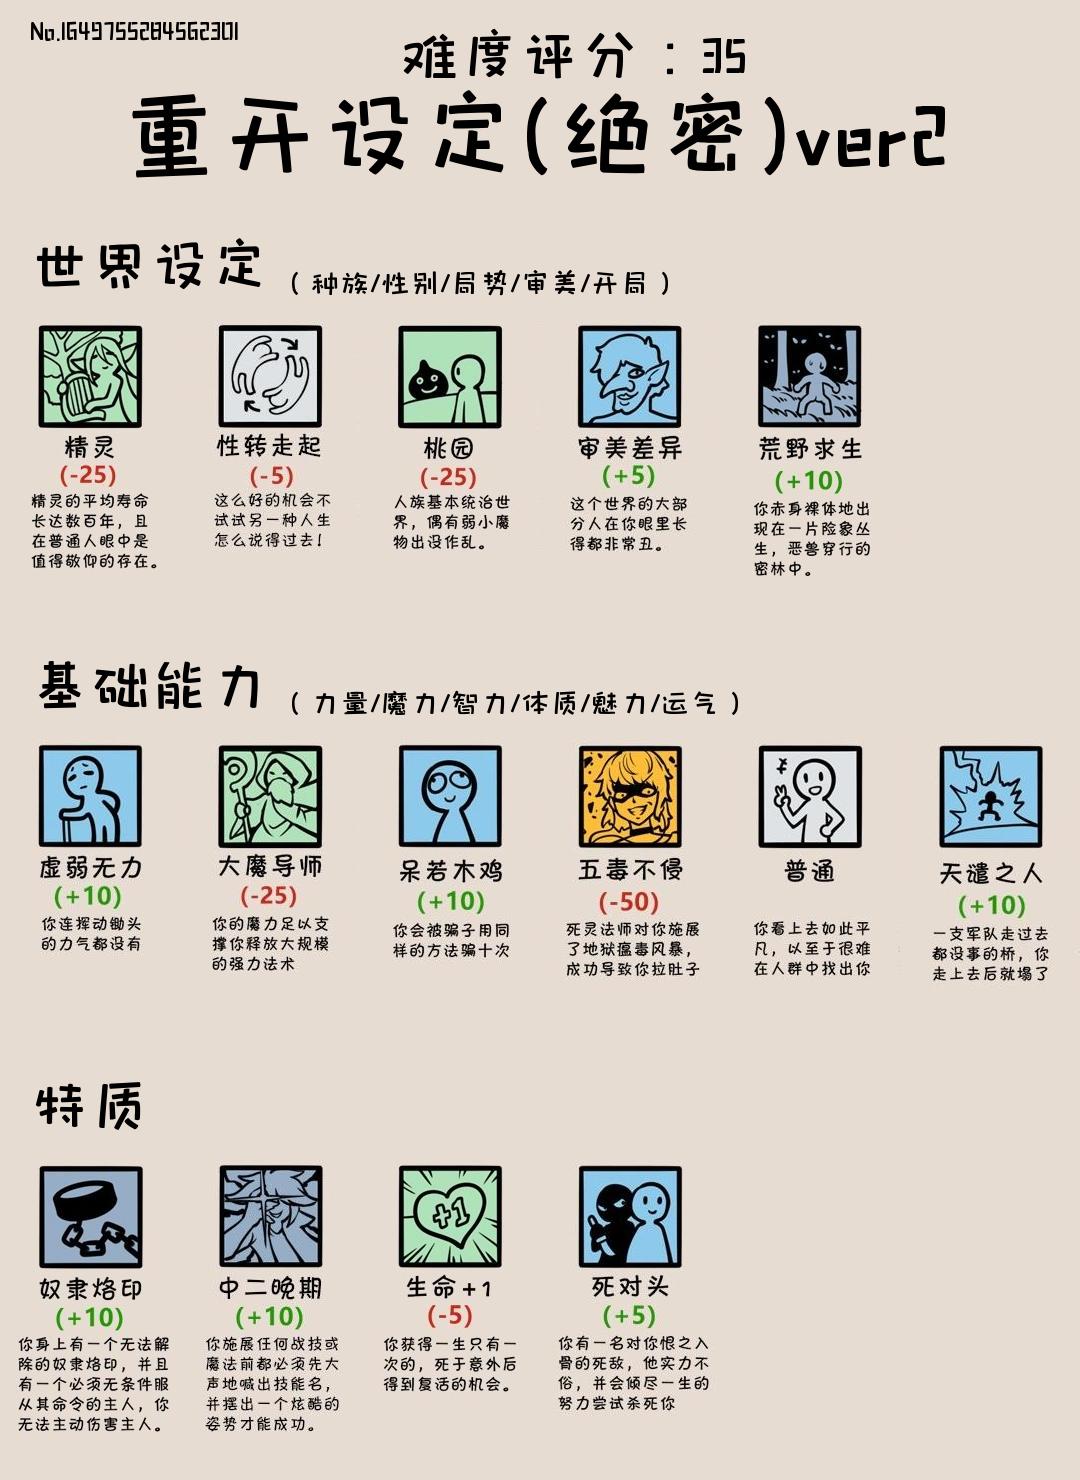 No.1649755284562301
难度评分：35
重开设定(绝密)ver2
世界设定（种族/性别/局势/审美/开局）
精灵
(-25)
精灵的平均寿命
长达数百年，且
在普通人眼中是
值得敬仰的存在。
性转走起
(-5)
这么好的机会不
试试另一种人生
怎么说得过去！
桃园
(-25)
人族基本统治世
界，偶有弱小魔
物出没作乱。
审美差异
(+5)
这个世界的大部
分人在你眼里长
得都非常丑。
荒野求生
(+10)
你赤身裸体地出
现在一片险象丛
生，恶兽穿行的
密林中。
基础能力（力量/魔力/智力/体质/魅力/运气）
虚弱无力
(+10)
你连挥动锄头
的力气都没有
大魔导师
(-25)
你的魔力足以支
撑你释放大规模
的强力法术
呆若木鸡
(+10)
你会被骗子用同
样的方法骗十次
五毒不侵
(-50)
死灵法师对你施展
了地狱瘟毒风暴，
成功导致你拉肚子
普通
你看上去如此平
凡，以至于很难
在人群中找出你
天谴之人
(+10)
一支军队走过去
都没事的桥，你
走上去后就塌了
特质
奴隶烙印
(+10)
你身上有一个无法解
除的奴隶烙印，并且
有一个必须无条件服
从其命令的主人，你
无法主动伤害主人。
中二晚期
(+10)
你施展任何战技或
魔法前都必须先大
声地喊出技能名，
并摆出一个炫酷的
姿势才能成功。
生命+1
(-5)
你获得一生只有一
次的，死于意外后
得到复活的机会。
+1
死对头
(+5)
你有一名对你恨之入
骨的死敌，他实力不
俗，并会倾尽一生的
努力尝试杀死你